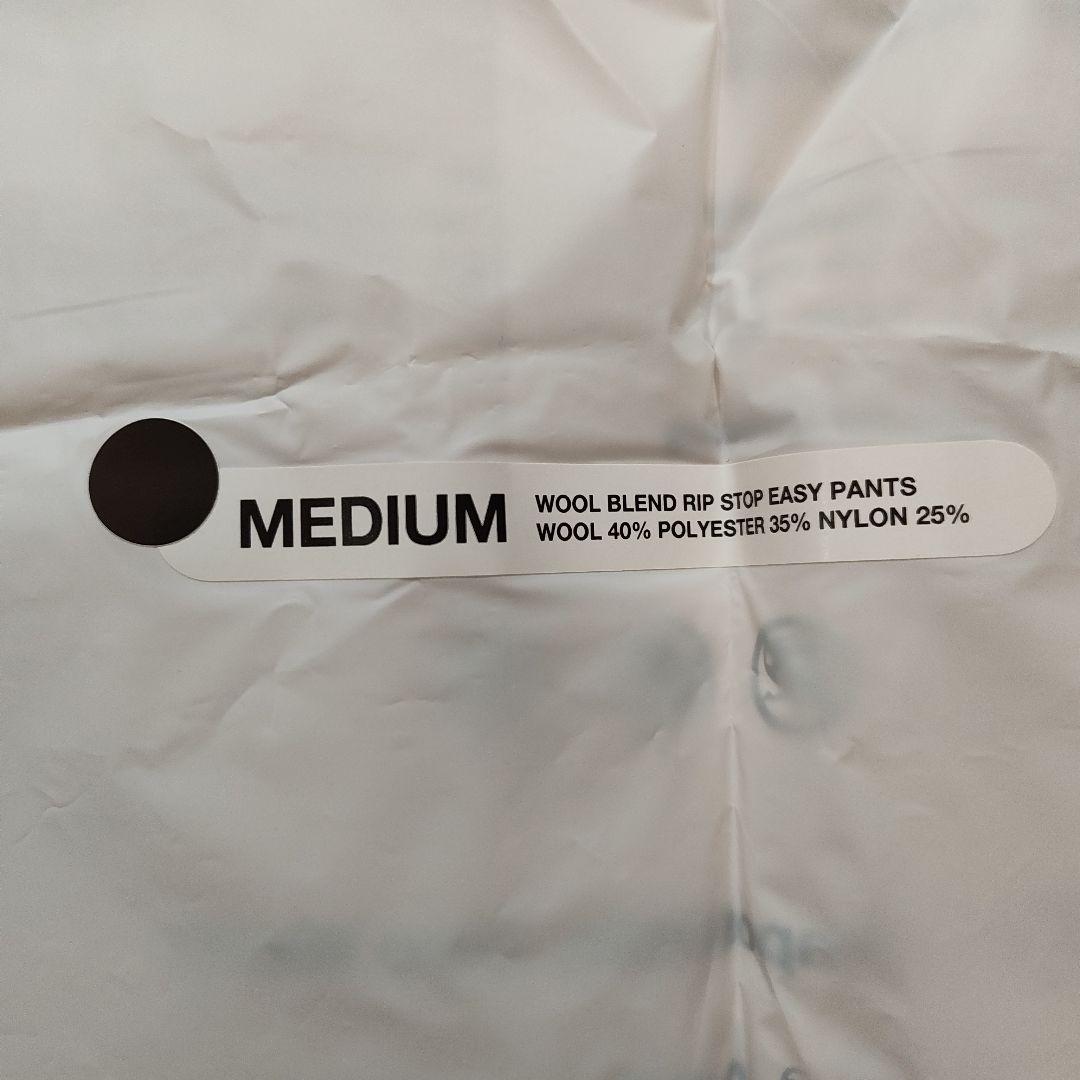 MEDIUM
WOOL BLEND RIP STOP EASY PANTS
WOOL 40% POLYESTER 35% NYLON 25%